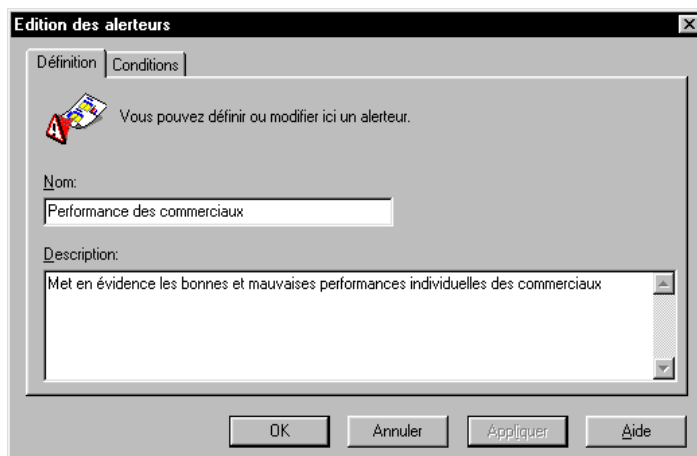 Edition des alerteurs
Définition Conditions
Vous pouvez définir ou modifier ici un alerteur.
Nom:
Performance des commerciaux
Description:
Met en évidence les bonnes et mauvaises performances individuelles des commerciaux
OK Annuler Appliquer Aide